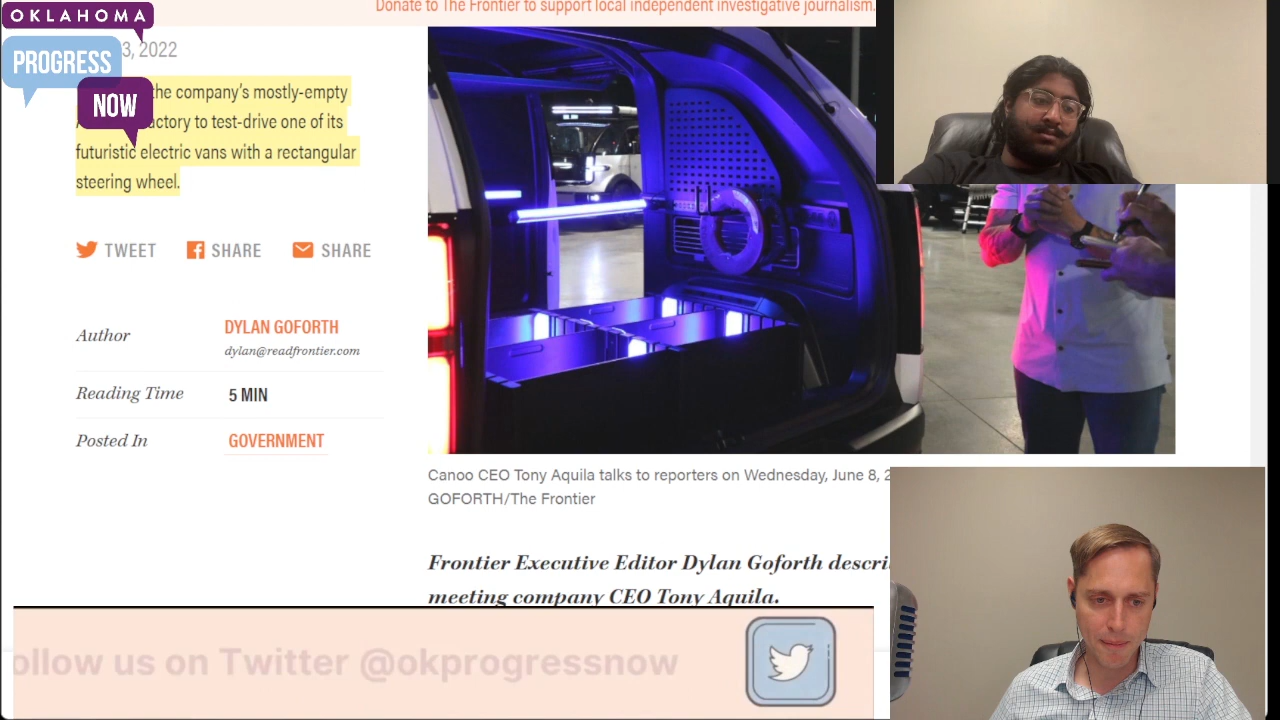 Donate to The Frontier to support local independent investigative journalism.
OKLAHOMA
PROGRESS
NOW
3, 2022
the company's mostly-empty
actory to test-drive one of its
futuristic electric vans with a rectangular
steering wheel.
TWEET SHARE SHARE
Author DYLAN GOFORTH
dylan@readfrontier.com
Reading Time 5 MIN
Posted In GOVERNMENT
Canoo CEO Tony Aquila talks to reporters on Wednesday, June 8, 2
GOFORTH/The Frontier
Frontier Executive Editor Dylan Goforth descri
meeting company CEO Tony Aquila.
ollow us on Twitter @okprogressnow